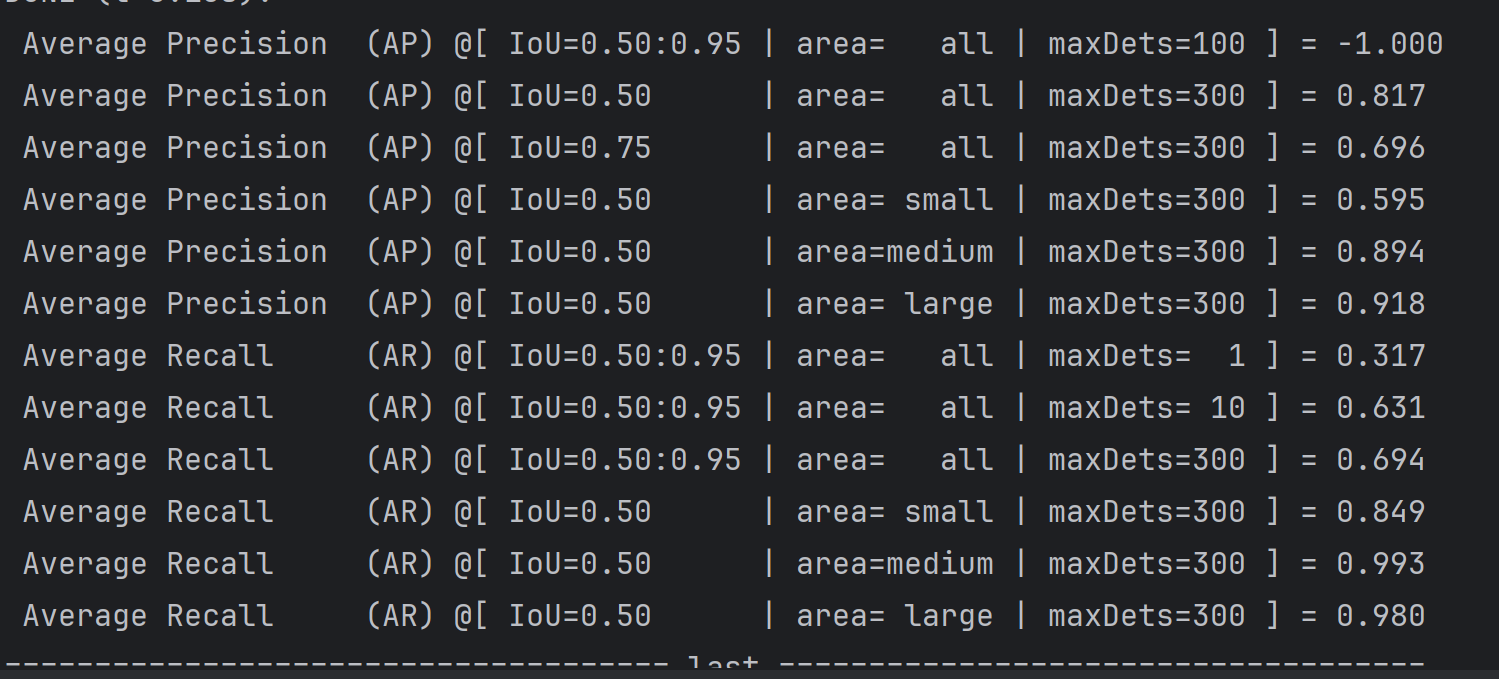 Average Precision  (AP) @[ IoU=0.50:0.95 | area=   all | maxDets=100 ] = -1.000
 Average Precision  (AP) @[ IoU=0.50      | area=   all | maxDets=300 ] = 0.817
 Average Precision  (AP) @[ IoU=0.75      | area=   all | maxDets=300 ] = 0.696
 Average Precision  (AP) @[ IoU=0.50      | area= small | maxDets=300 ] = 0.595
 Average Precision  (AP) @[ IoU=0.50      | area=medium | maxDets=300 ] = 0.894
 Average Precision  (AP) @[ IoU=0.50      | area= large | maxDets=300 ] = 0.918
 Average Recall     (AR) @[ IoU=0.50:0.95 | area=   all | maxDets=  1 ] = 0.317
 Average Recall     (AR) @[ IoU=0.50:0.95 | area=   all | maxDets= 10 ] = 0.631
 Average Recall     (AR) @[ IoU=0.50:0.95 | area=   all | maxDets=300 ] = 0.694
 Average Recall     (AR) @[ IoU=0.50      | area= small | maxDets=300 ] = 0.849
 Average Recall     (AR) @[ IoU=0.50      | area=medium | maxDets=300 ] = 0.993
 Average Recall     (AR) @[ IoU=0.50      | area= large | maxDets=300 ] = 0.980
 last